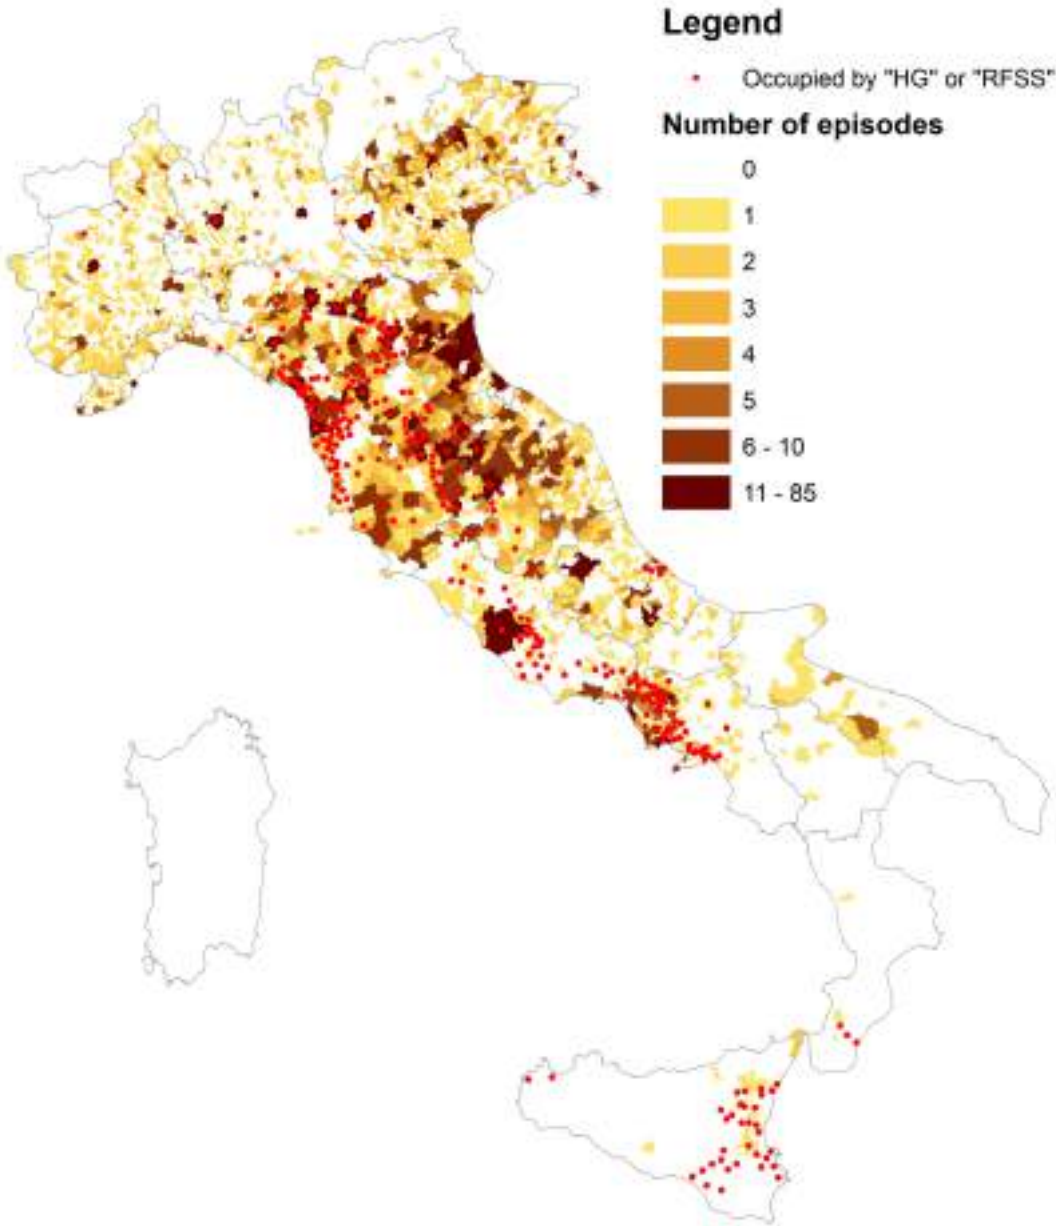 Legend
Occupied by "HG" or "RFSS"
Number of episodes
0
1
2
3
4
5
6 - 10
11 - 85